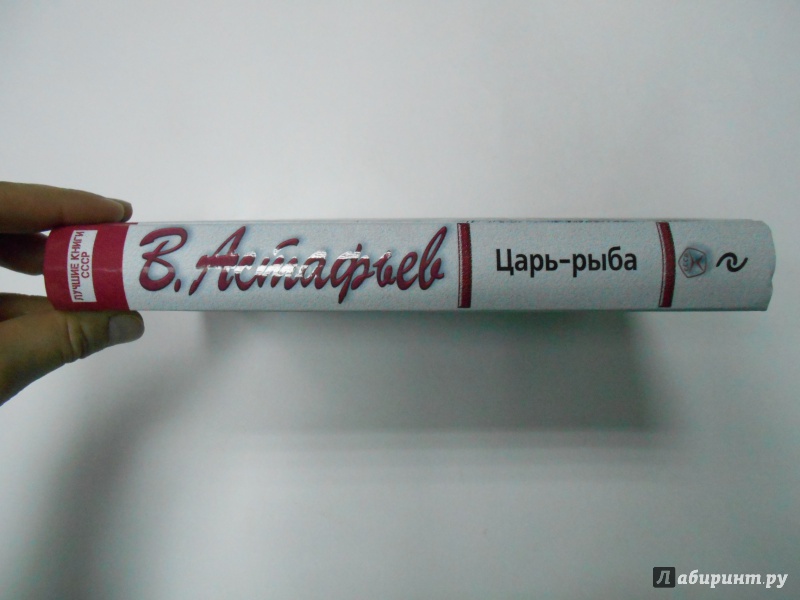 ЛУЧШИЕ КНИГИ
СССР
В. Астафьев
Царь-рыба
Лабиринт.ру